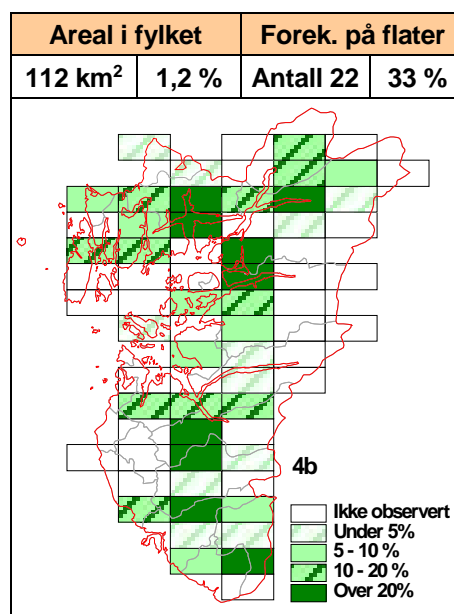 Areal i fylket Forek. på flater
112 km² 1,2 % Antall 22 33 %
4b
Ikke observert
Under 5%
5 - 10 %
10 - 20 %
Over 20%